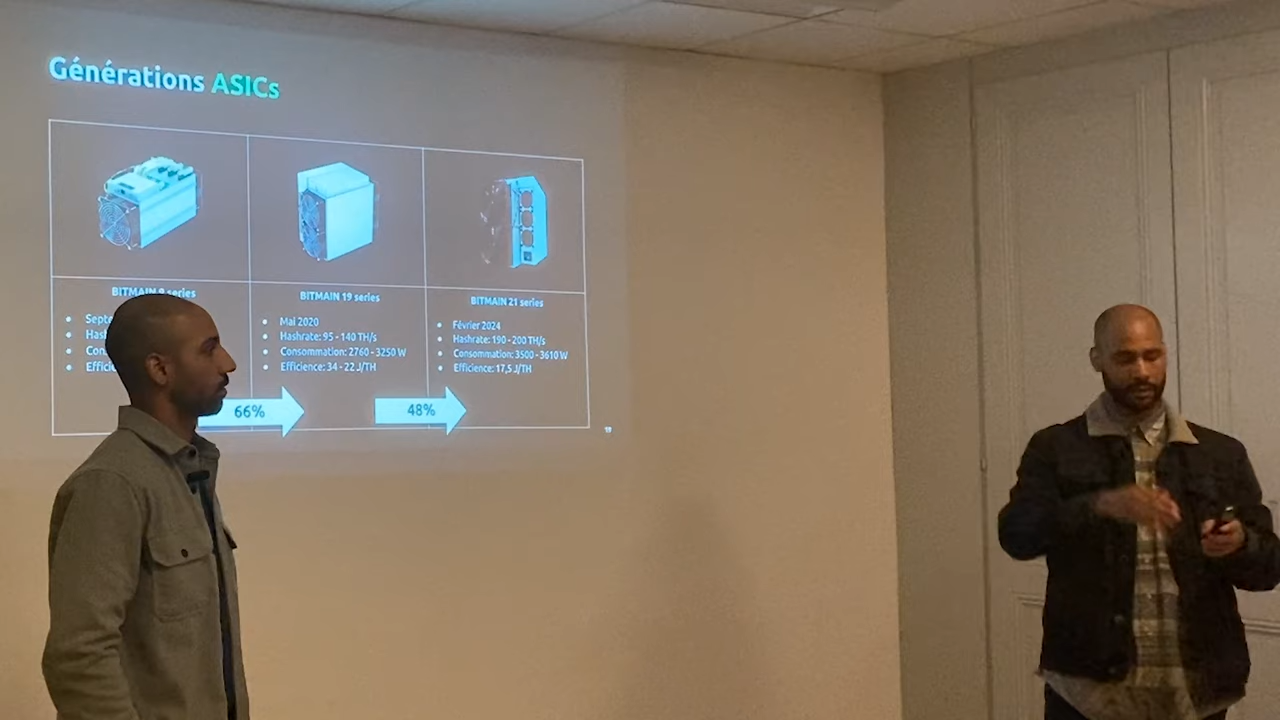 Générations ASICs
BITMAIN 9 series
BITMAIN 19 series
BITMAIN 21 series
• Mai 2020
• Hashrate: 95 - 140 TH/s
• Consommation: 2760 - 3250 W
• Efficience: 34 - 22 J/TH
• Février 2024
• Hashrate: 190 - 200 TH/s
• Consommation: 3500 - 3610 W
• Efficience: 17,5 J/TH
66%
48%